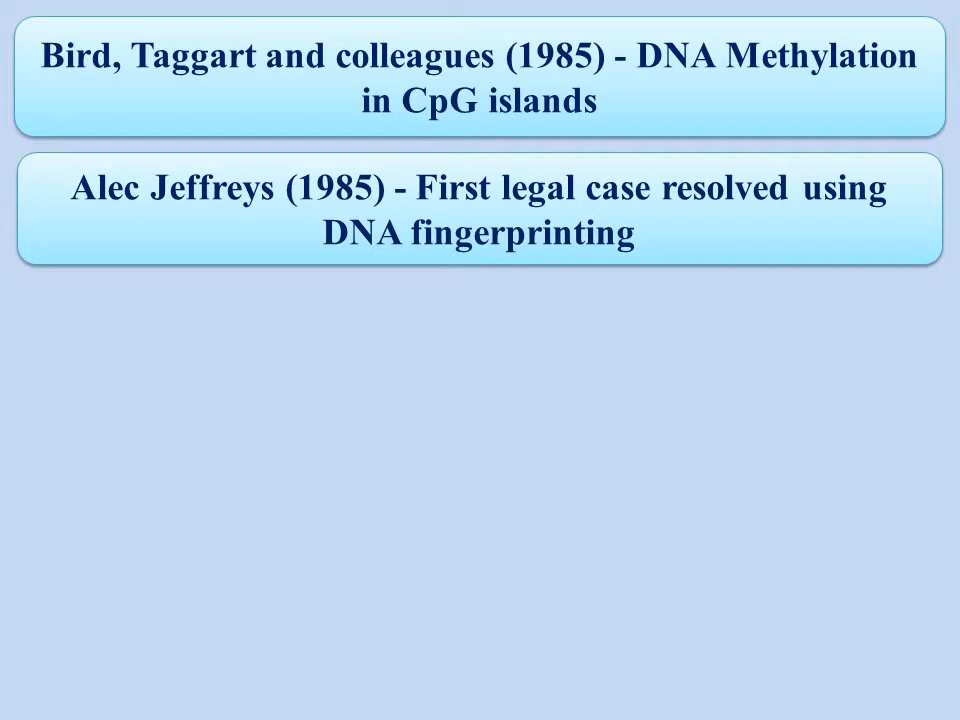 Bird, Taggart and colleagues (1985) - DNA Methylation
in CpG islands
Alec Jeffreys (1985) - First legal case resolved using
DNA fingerprinting